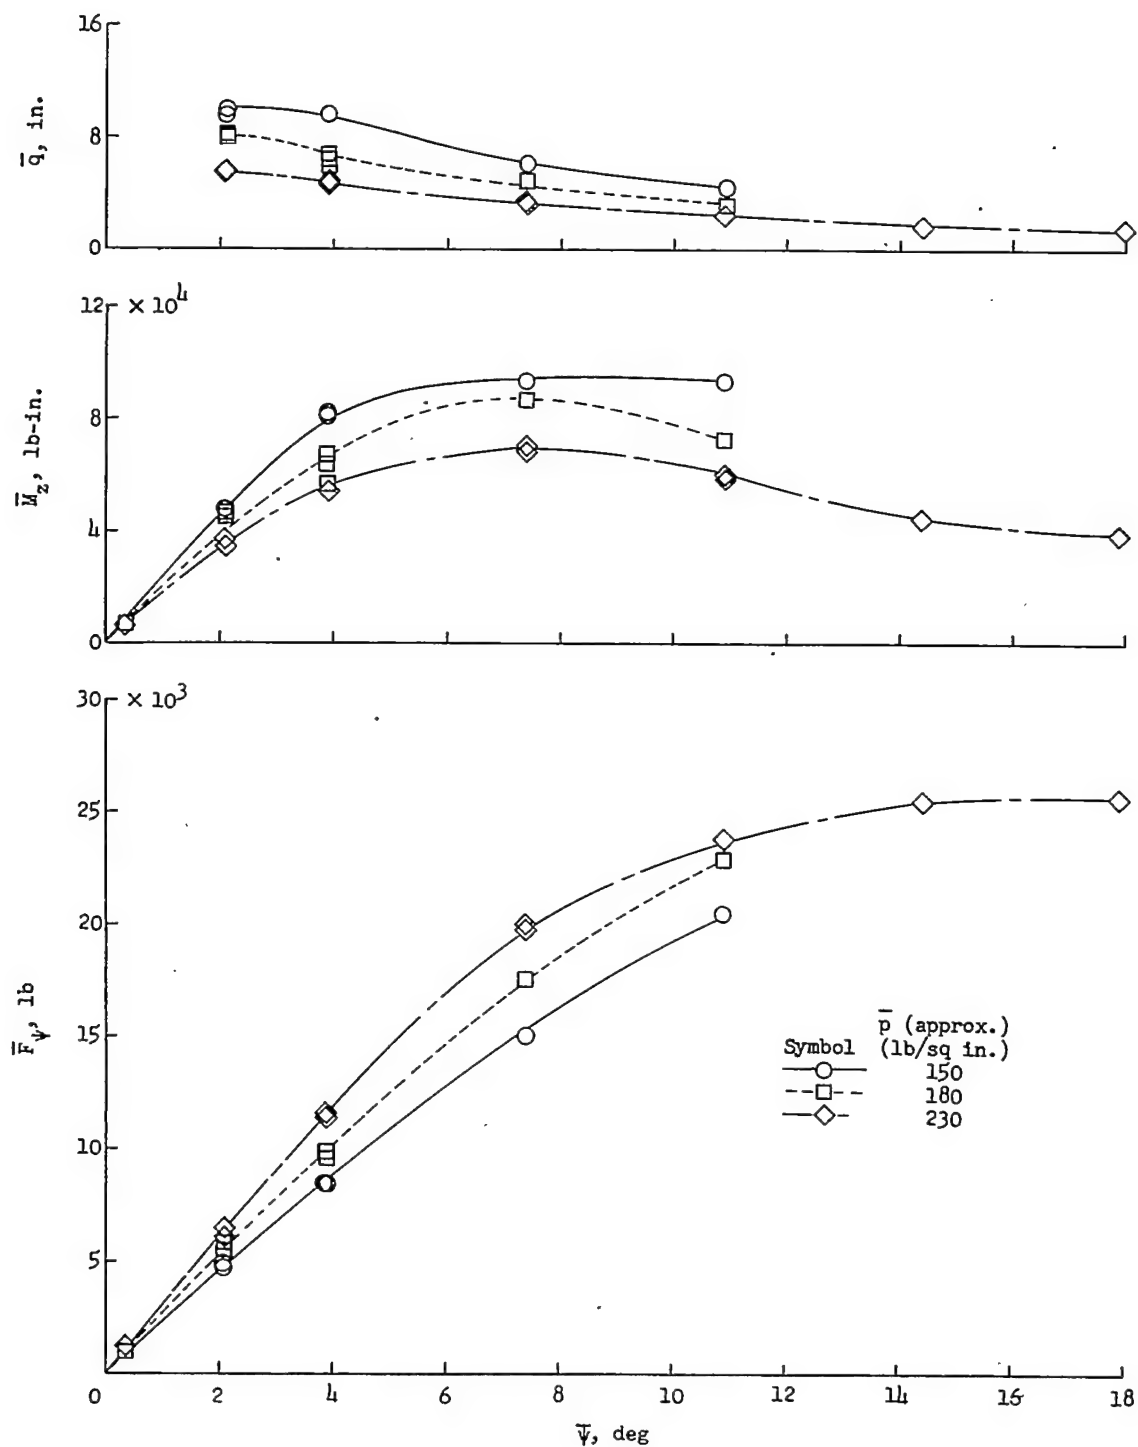 16
8
0
q̅, in.
12 × 10⁴
8
4
0
M̅z, lb-in.
30 × 10³
25
20
15
10
5
0
F̅ψ, lb
Symbol p̅ (approx.) (lb/sq in.)
150
180
230
0 2 4 6 8 10 12 14 16 18
ψ̅, deg